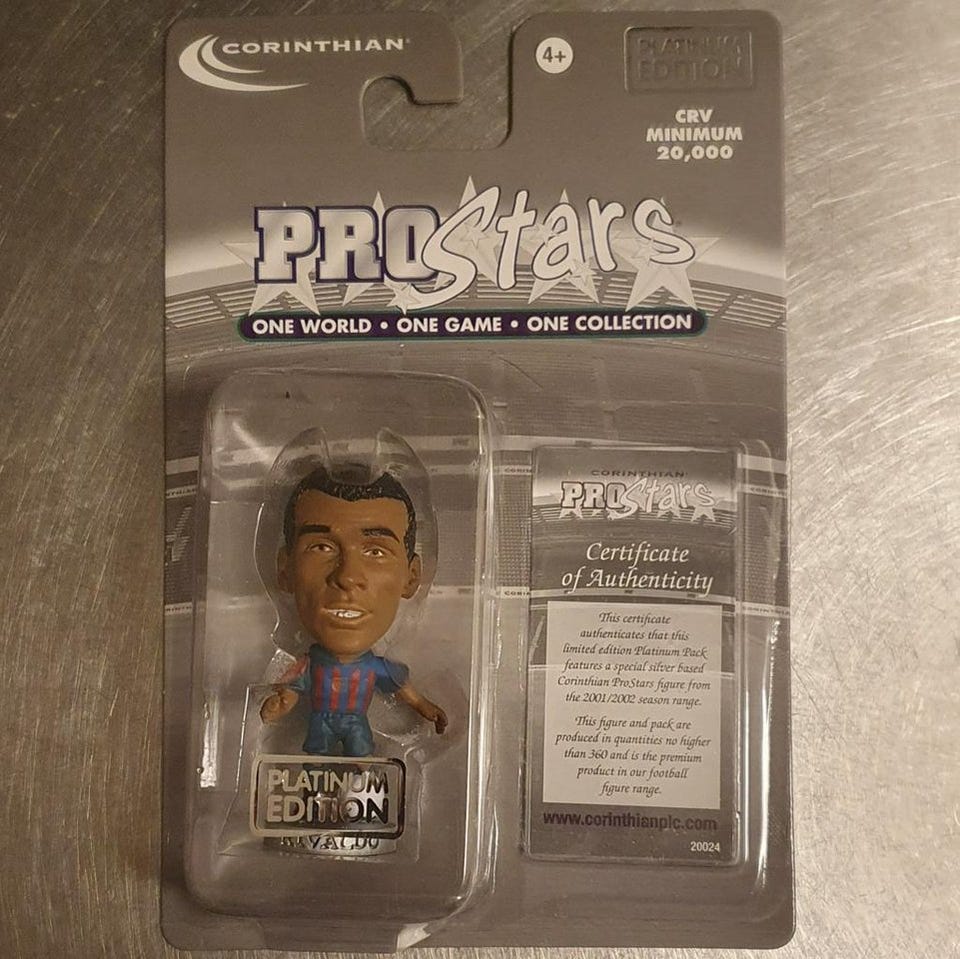 CORINTHIAN
4+
PLATINUM
EDITION
CRV
MINIMUM
20,000
PROStars
ONE WORLD • ONE GAME • ONE COLLECTION
CORINTHIAN
PROStars
Certificate
of Authenticity
This certificate
authenticates that this
limited edition Platinum Pack
features a special silver based
Corinthian ProStars figure from
the 2001/2002 season range.
This figure and pack are
produced in quantities no higher
than 360 and is the premium
product in our football
figure range.
www.corinthianplc.com
20024
PLATINUM
EDITION
RIVALDO